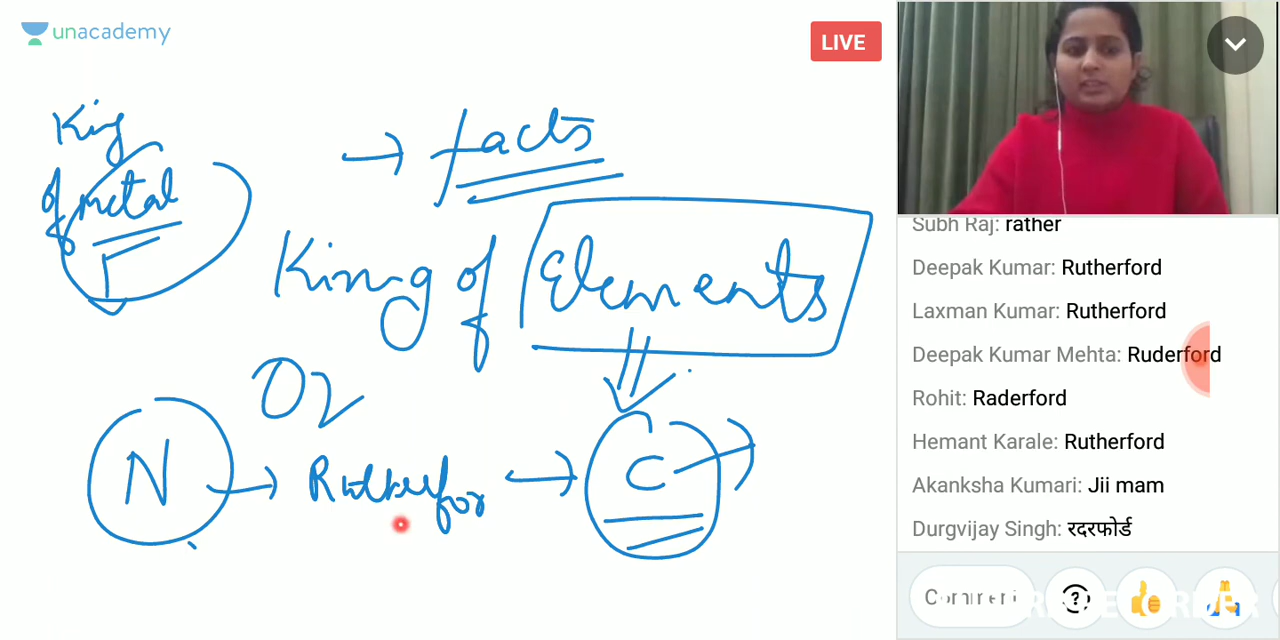 unacademy
LIVE
King
of metal
→ facts
King of Elements
O2
N → Rutherfor → C
Subh Raj: rather
Deepak Kumar: Rutherford
Laxman Kumar: Rutherford
Deepak Kumar Mehta: Ruderford
Rohit: Raderford
Hemant Karale: Rutherford
Akanksha Kumari: Jii mam
Durgvijay Singh: रदरफोर्ड